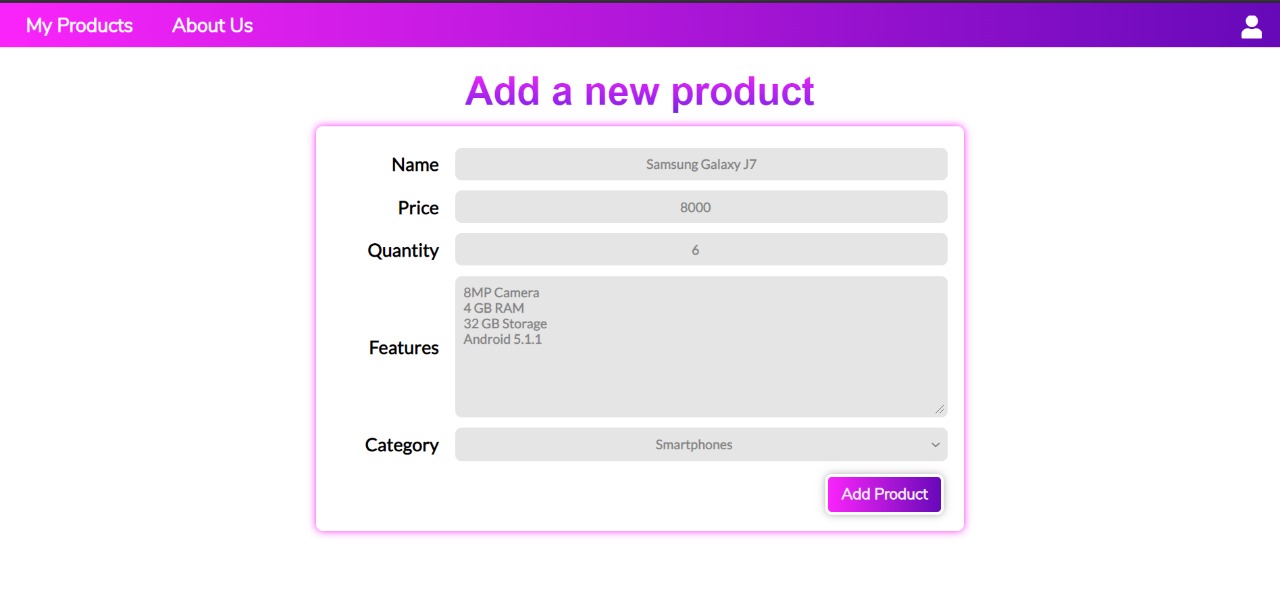 My Products About Us
Add a new product
Name Samsung Galaxy J7
Price 8000
Quantity 6
Features
8MP Camera
4 GB RAM
32 GB Storage
Android 5.1.1
Category Smartphones
Add Product